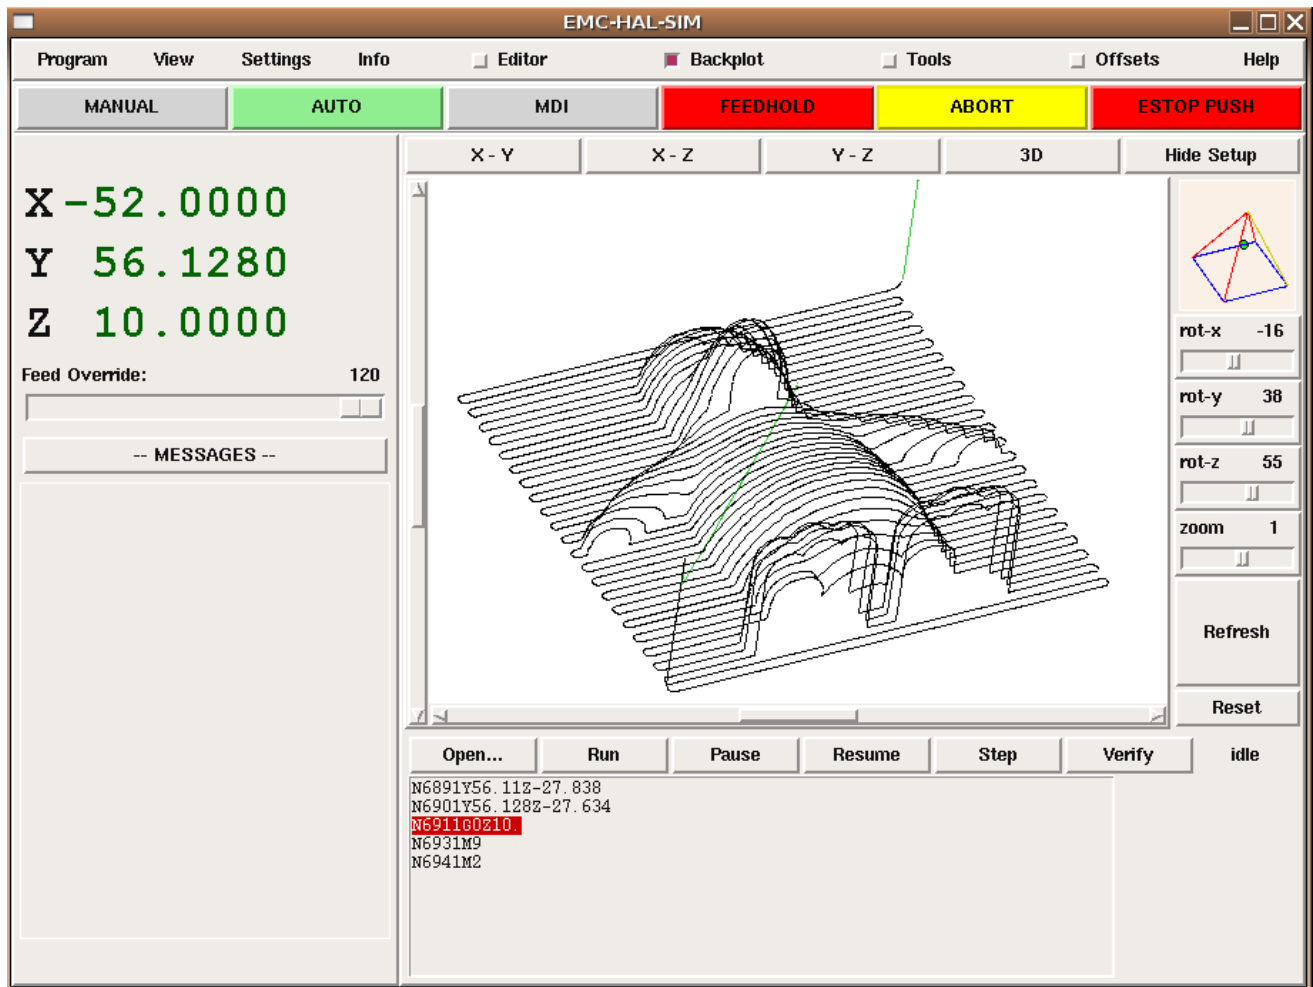 EMC-HAL-SIM
Program View Settings Info Editor Backplot Tools Offsets Help
MANUAL AUTO MDI FEEDHOLD ABORT ESTOP PUSH
X - Y X - Z Y - Z 3D Hide Setup
X -52.0000
Y 56.1280
Z 10.0000
Feed Override: 120
-- MESSAGES --
rot-x -16
rot-y 38
rot-z 55
zoom 1
Refresh
Reset
Open... Run Pause Resume Step Verify idle
N6891Y56.11Z-27.838
N6901Y56.128Z-27.634
N6911G0Z10.
N6931M9
N6941M2